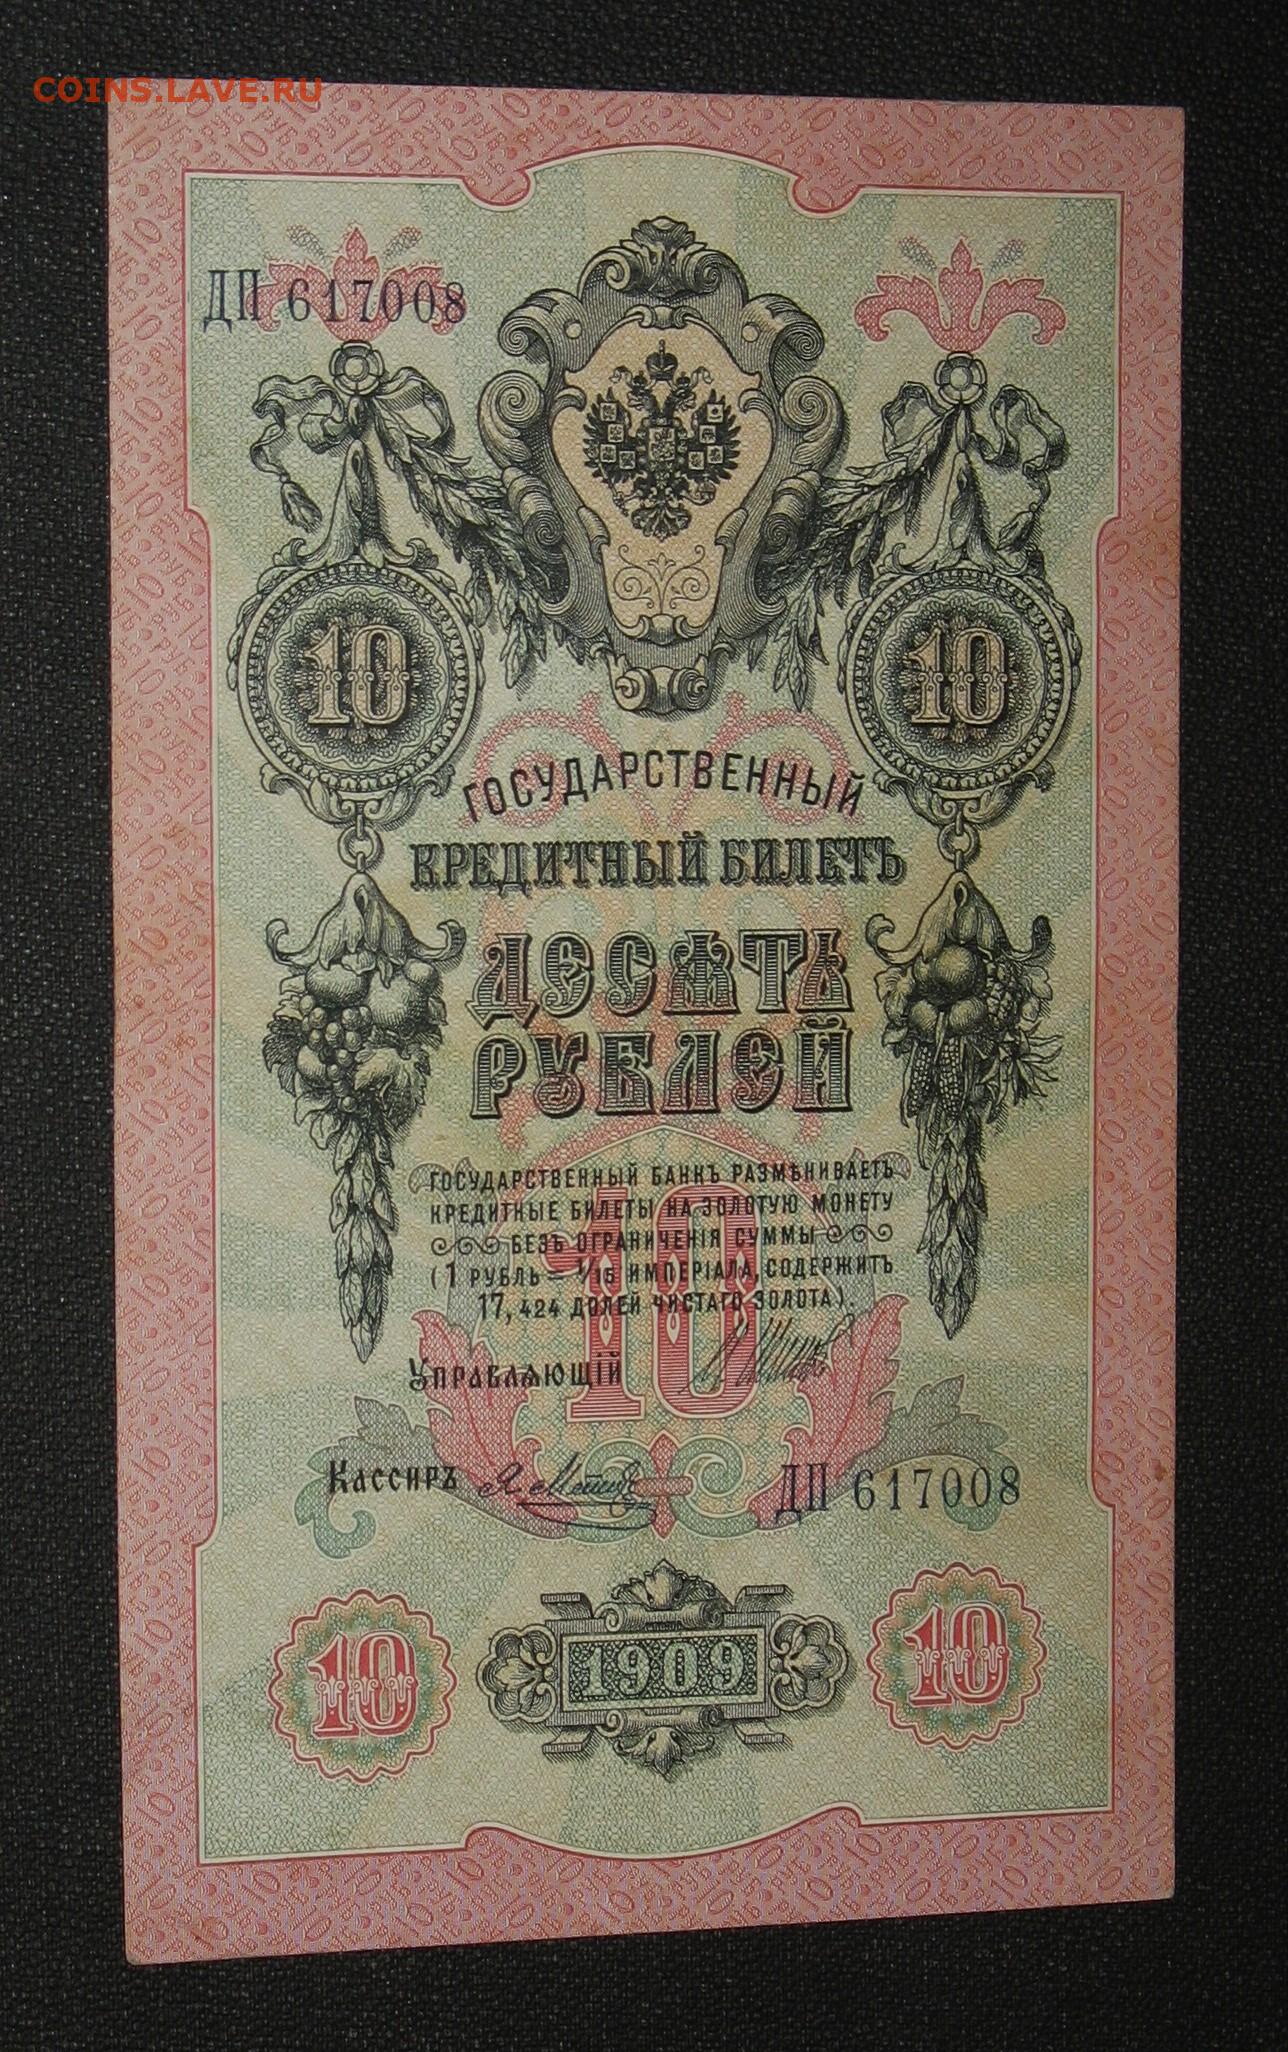 COINS.LAVE.RU
ДП 617008
10 10
ГОСУДАРСТВЕННЫЙ
КРЕДИТНЫЙ БИЛЕТЪ
ДЕСѦТЬ
РУБЛЕЙ
10
ГОСУДАРСТВЕННЫЙ БАНКЪ РАЗМѢНИВАЕТЪ
КРЕДИТНЫЕ БИЛЕТЫ НА ЗОЛОТУЮ МОНЕТУ
БЕЗЪ ОГРАНИЧЕНІЯ СУММЫ
(1 РУБЛЬ = 1/15 ИМПЕРІАЛА, СОДЕРЖИТЪ
17,424 ДОЛЕЙ ЧИСТАГО ЗОЛОТА).
УПРАВЛѦЮЩІЙ
КАССИРЪ
ДП 617008
10 1909 10